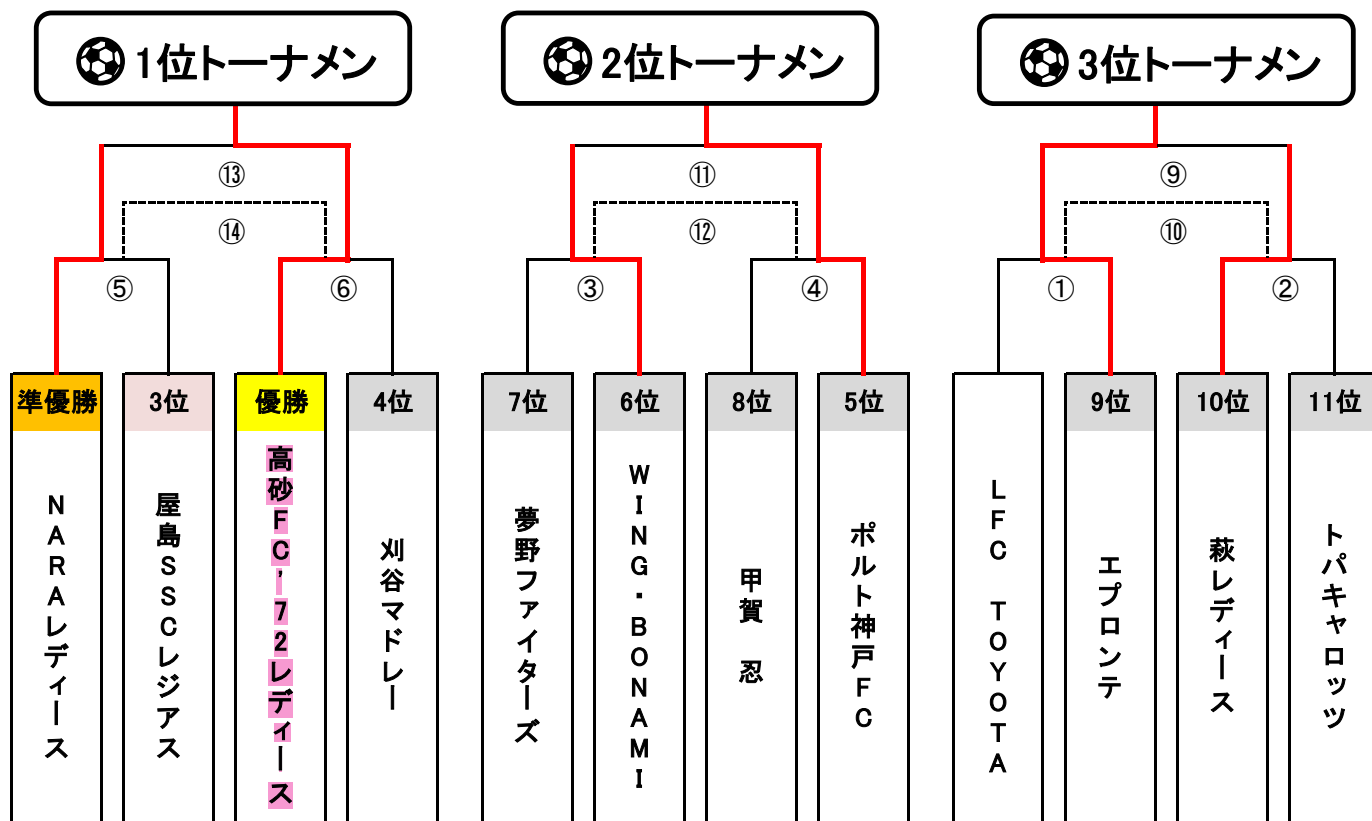 1位トーナメン
2位トーナメン
3位トーナメン
⑬
⑪
⑨
⑭
⑫
⑩
⑤
⑥
③
④
①
②
準優勝
3位
優勝
4位
7位
6位
8位
5位
9位
10位
11位
NARAレディース
屋島SSCレジアス
高砂FC'72レディース
刈谷マドレー
夢野ファイターズ
WING・BONAMI
甲賀 忍
ポルト神戸FC
LFC TOYOTA
エプロンテ
萩レディース
トパキャロッツ